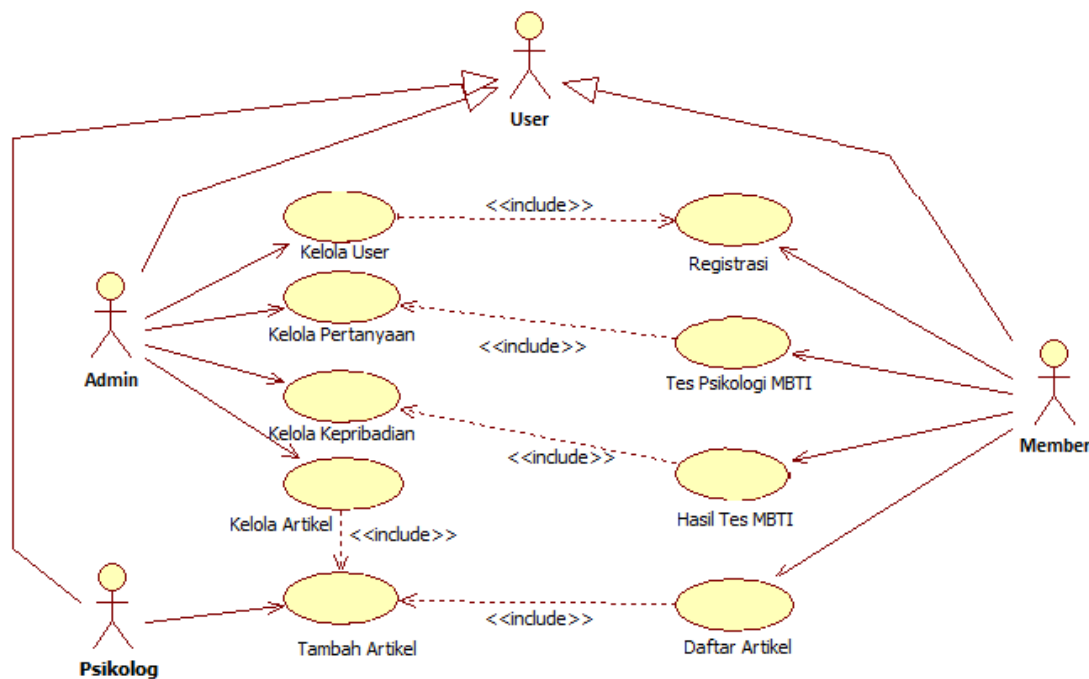 User
<<include>>
Kelola User
Registrasi
Kelola Pertanyaan
<<include>>
Tes Psikologi MBTI
Admin
Kelola Kepribadian
<<include>>
Member
Kelola Artikel
Hasil Tes MBTI
<<include>>
<<include>>
Tambah Artikel
Daftar Artikel
Psikolog